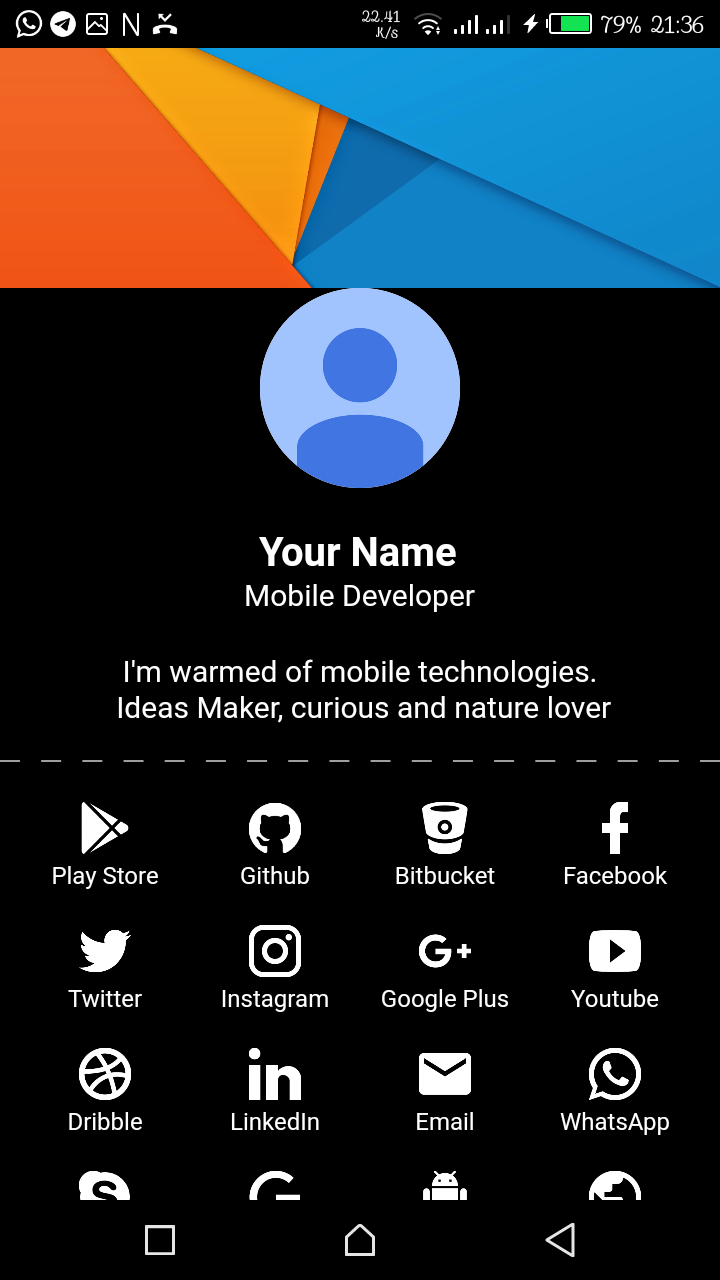 22.41 K/s 79% 21:36
Your Name
Mobile Developer
I'm warmed of mobile technologies.
Ideas Maker, curious and nature lover
Play Store Github Bitbucket Facebook
Twitter Instagram Google Plus Youtube
Dribble LinkedIn Email WhatsApp